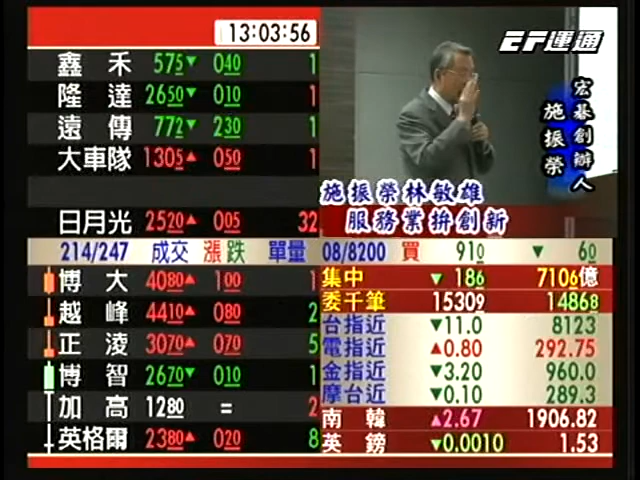 13:03:56
EF運通
鑫禾 575▼ 040 1
隆達 2650▼ 010 1
遠傳 772▼ 230 1
大車隊 1305▲ 050 1
宏碁創辦人
施振榮
施振榮林敏雄
服務業拚創新
日月光 2520▲ 005 32
214/247 成交 漲跌 單量
08/8200 買 910 ▼ 60
博大 4080▲ 100 1
越峰 4410▲ 080 2
正淩 3070▲ 070 5
博智 2670▼ 010 1
加高 1280 = 2
英格爾 2380▲ 020 8
集中 ▼ 186 7106億
委千筆 15309 14868
台指近 ▼11.0 8123
電指近 ▲0.80 292.75
金指近 ▼3.20 960.0
摩台近 ▼0.10 289.3
南韓 ▲2.67 1906.82
英鎊 ▼0.0010 1.53